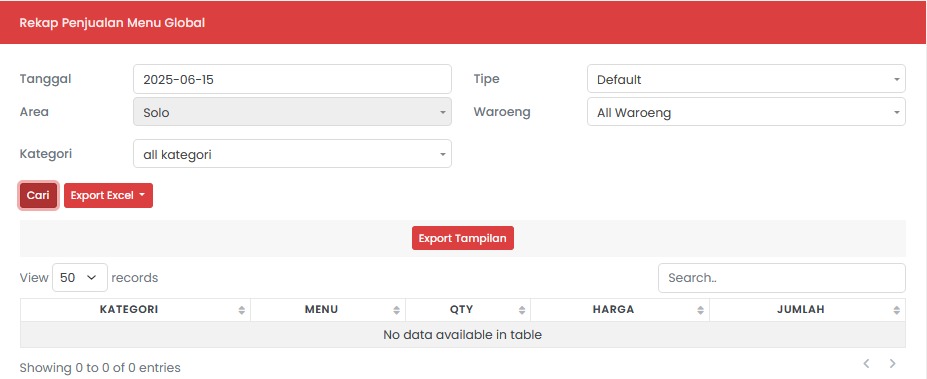 Rekap Penjualan Menu Global
Tanggal 2025-06-15 Tipe Default
Area Solo Waroeng All Waroeng
Kategori all kategori
Cari Export Excel
Export Tampilan
View 50 records Search..
KATEGORI MENU QTY HARGA JUMLAH
No data available in table
Showing 0 to 0 of 0 entries